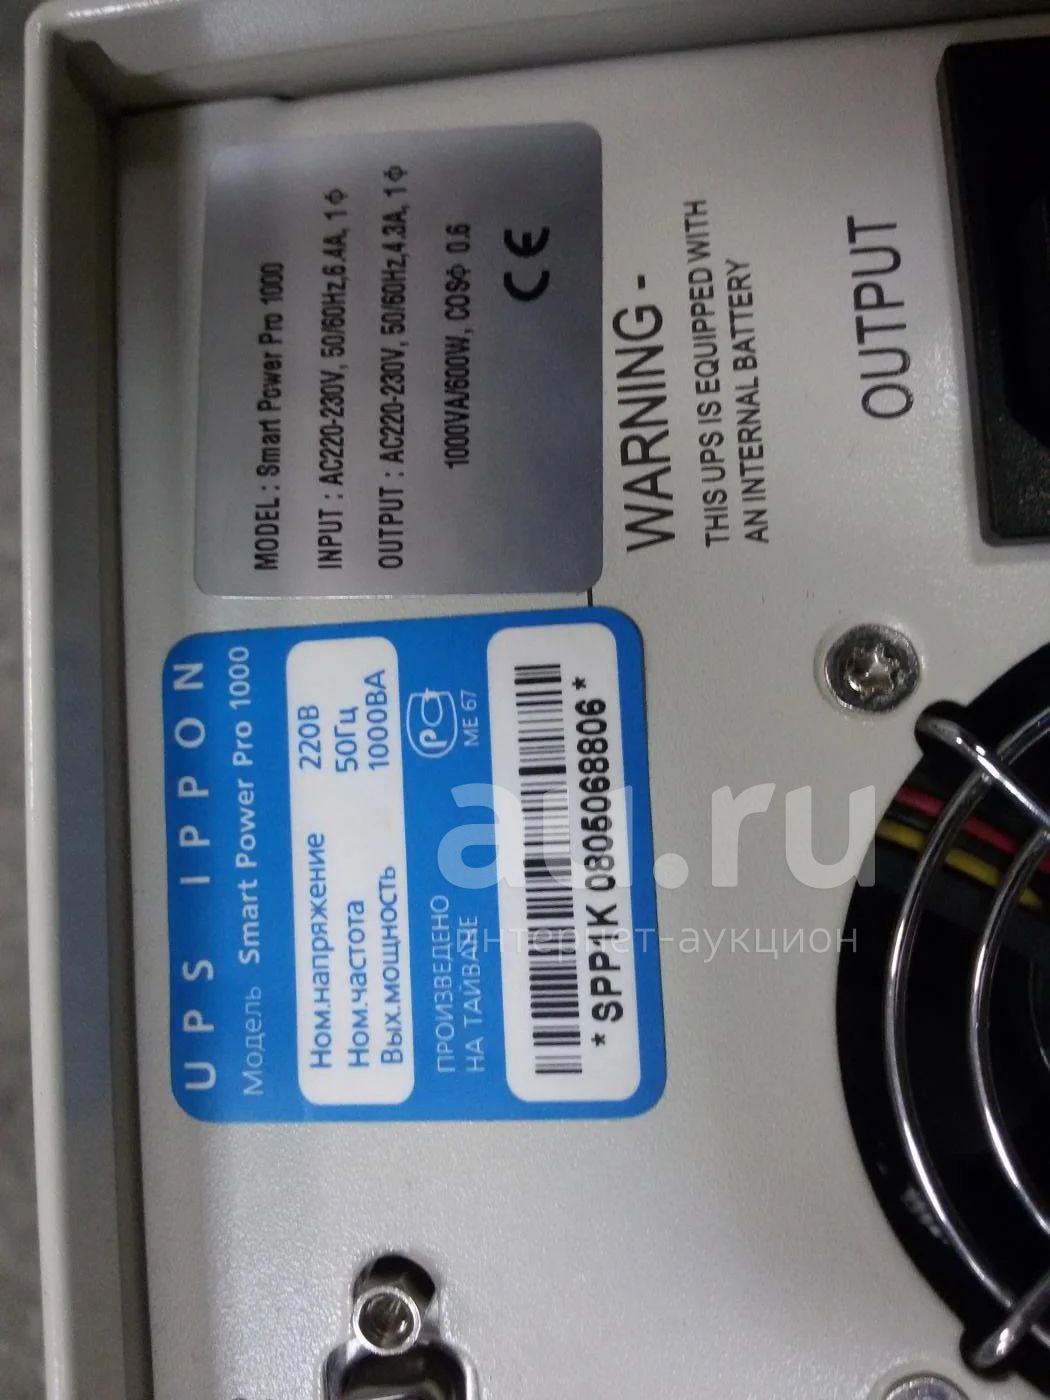 UPS IPPON
Модель Smart Power Pro 1000
Ном.напряжение 220В
Ном.частота 50Гц
Вых.мощность 1000ВА
ПРОИЗВЕДЕНО
НА ТАЙВАНЕ
РС
ME 67
*SPP1K 0805068806*
MODEL : Smart Power Pro 1000
INPUT : AC220-230V, 50/60Hz,6.4A, 1Φ
OUTPUT : AC220-230V, 50/60Hz,4.3A, 1Φ
1000VA/600W, COSΦ 0.6
CE
WARNING -
THIS UPS IS EQUIPPED WITH
AN INTERNAL BATTERY
OUTPUT
au.ru
интернет-аукцион